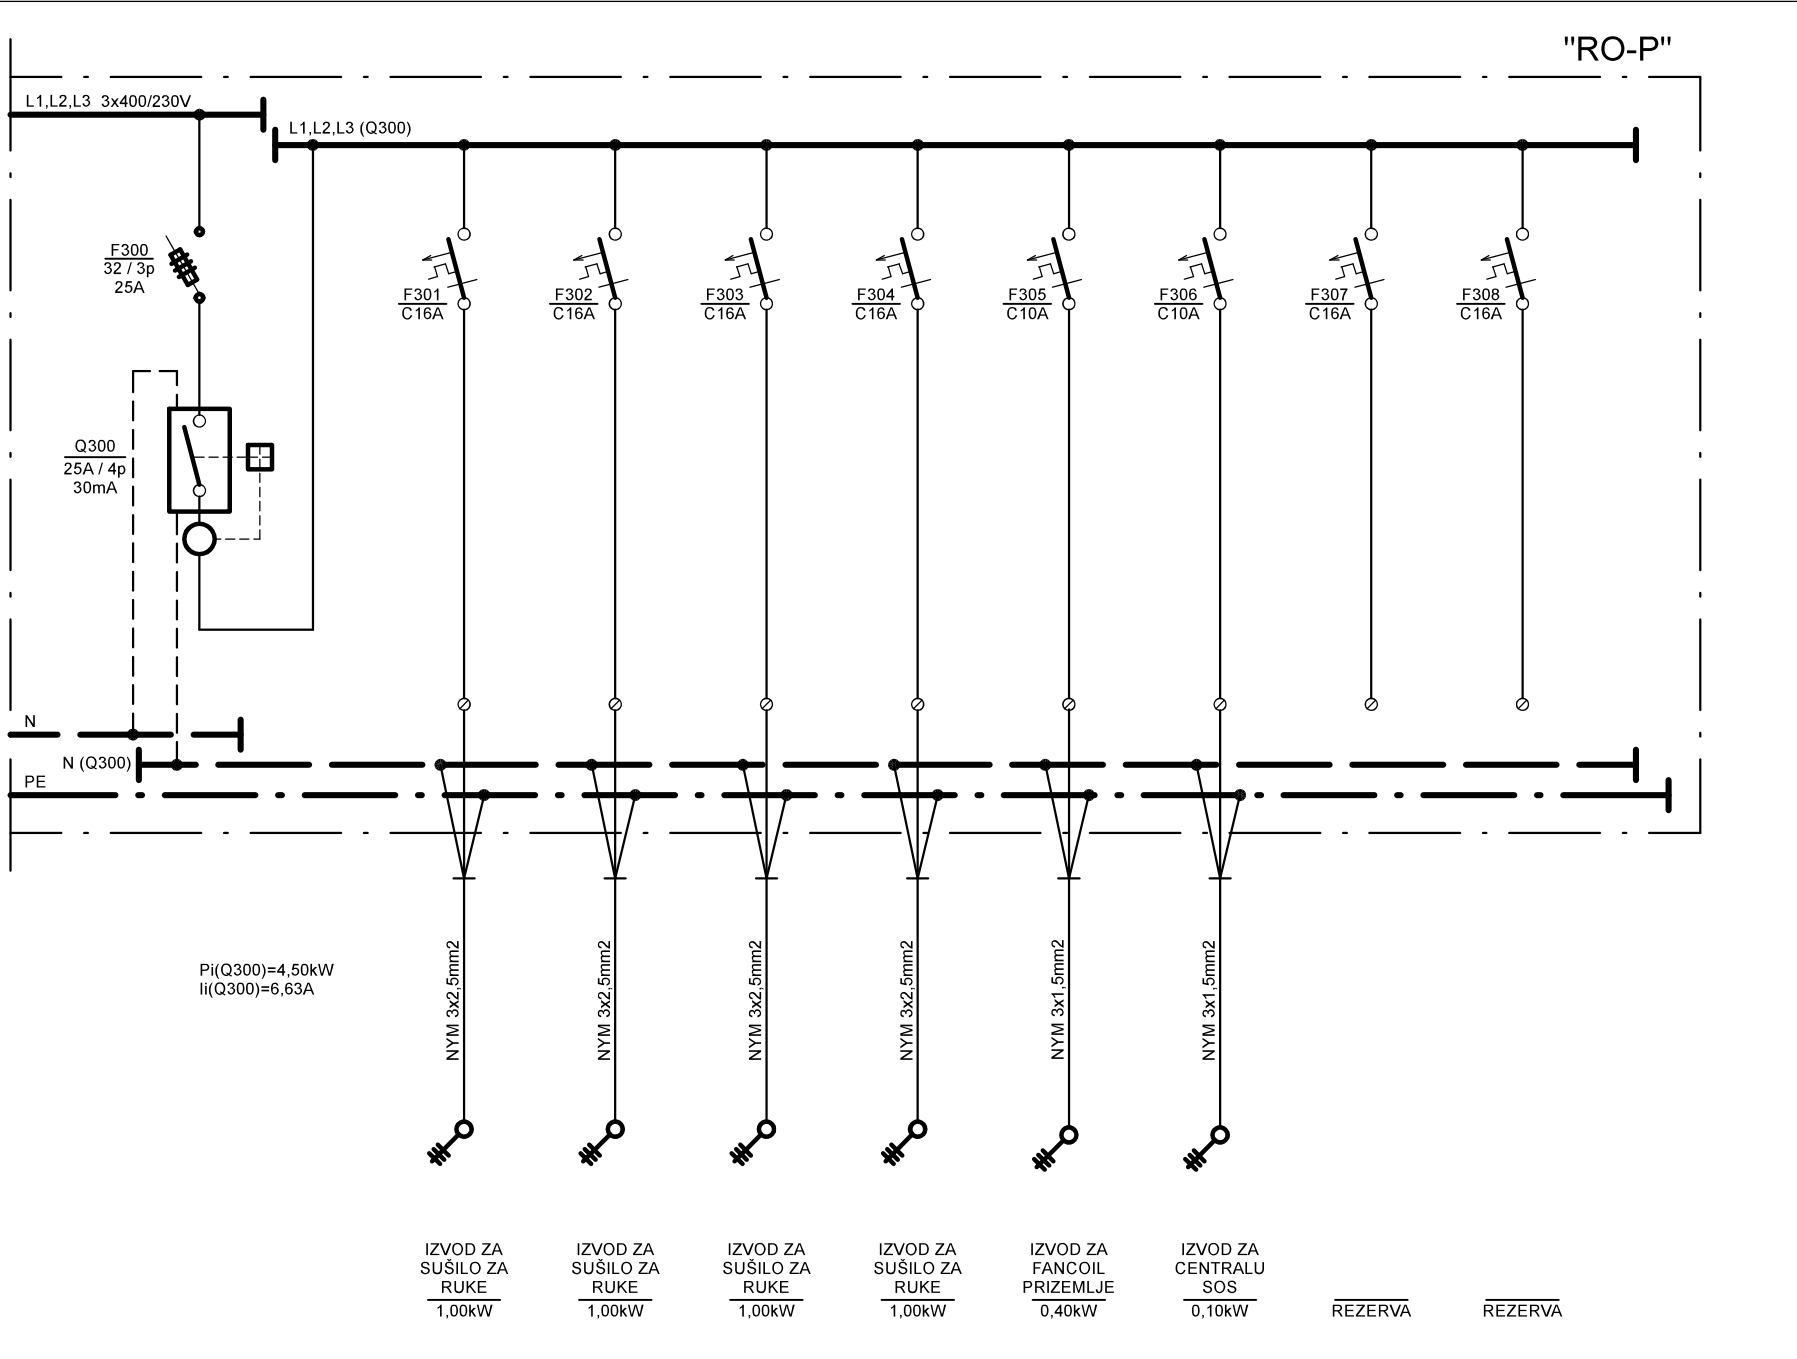 "RO-P"
L1,L2,L3 3x400/230V
L1,L2,L3 (Q300)
F300
32 / 3p
25A
F301
C16A
F302
C16A
F303
C16A
F304
C16A
F305
C10A
F306
C10A
F307
C16A
F308
C16A
Q300
25A / 4p
30mA
N
N (Q300)
PE
Pi(Q300)=4,50kW
Ii(Q300)=6,63A
NYM 3x2,5mm2
NYM 3x2,5mm2
NYM 3x2,5mm2
NYM 3x2,5mm2
NYM 3x1,5mm2
NYM 3x1,5mm2
IZVOD ZA
SUŠILO ZA
RUKE
1,00kW
IZVOD ZA
SUŠILO ZA
RUKE
1,00kW
IZVOD ZA
SUŠILO ZA
RUKE
1,00kW
IZVOD ZA
SUŠILO ZA
RUKE
1,00kW
IZVOD ZA
FANCOIL
PRIZEMLJE
0,40kW
IZVOD ZA
CENTRALU
SOS
0,10kW
REZERVA
REZERVA